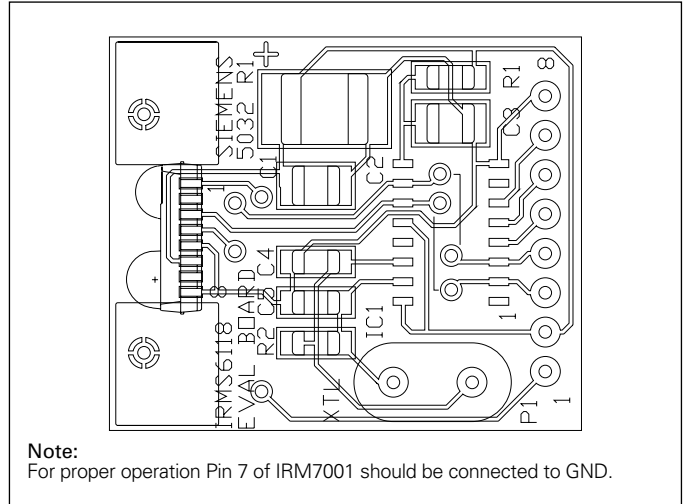 SIEMENS
5032 R1
+
R1
8
C3
C1
C2
1
8
C4
C5
R2
IC1
1
IRMS6118
EVAL BOARD
XTL
P1
1
Note:
For proper operation Pin 7 of IRM7001 should be connected to GND.